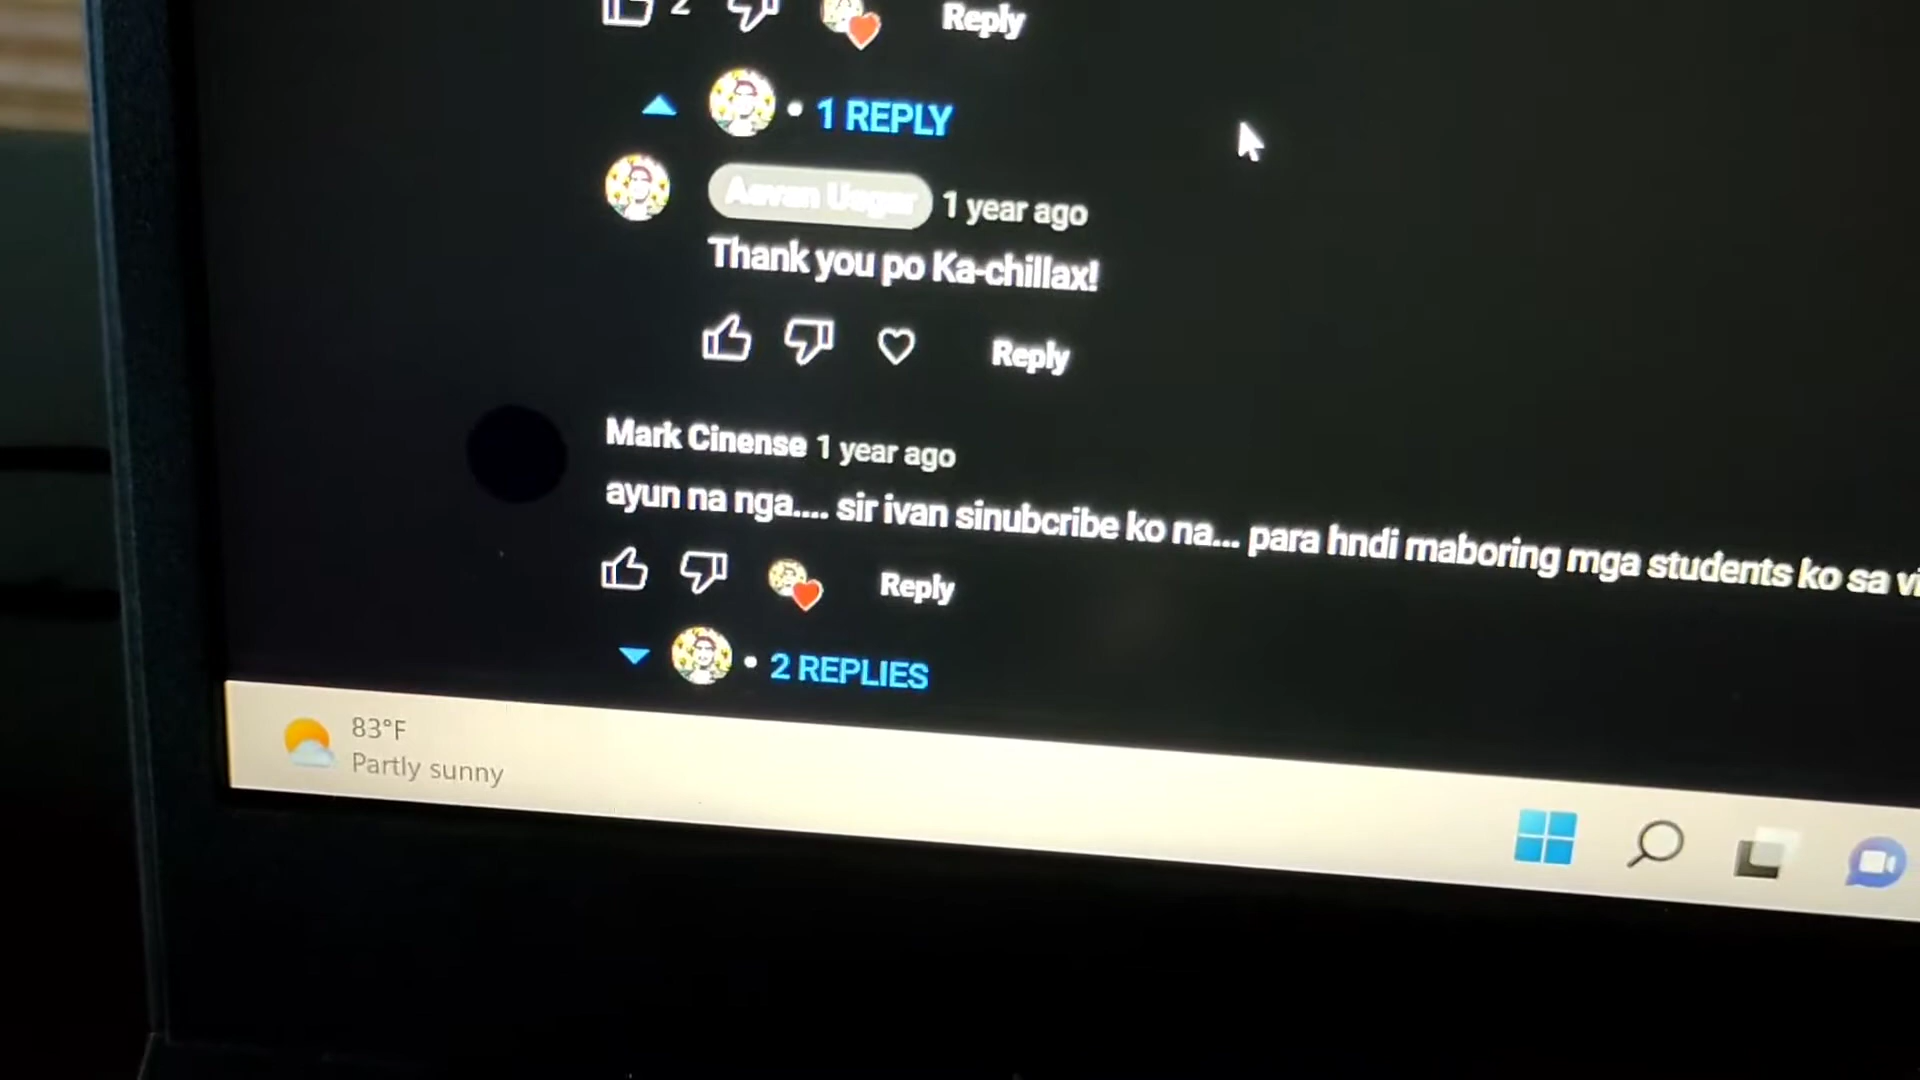 2 Reply
• 1 REPLY
1 year ago
Thank you po Ka-chillax!
Reply
Mark Cinense 1 year ago
ayun na nga.... sir ivan sinubcribe ko na... para hndi maboring mga students ko sa
Reply
• 2 REPLIES
83°F
Partly sunny